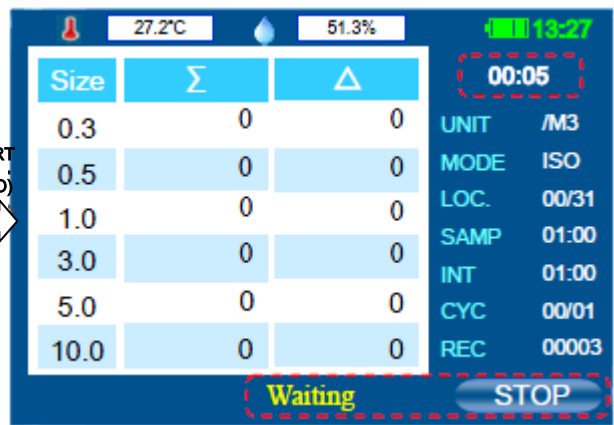 27.2°C 51.3% 13:27
Size Σ Δ 00:05
0.3 0 0 UNIT /M3
0.5 0 0 MODE ISO
1.0 0 0 LOC. 00/31
3.0 0 0 SAMP 01:00
5.0 0 0 INT 01:00
10.0 0 0 CYC 00/01
REC 00003
Waiting STOP
RT